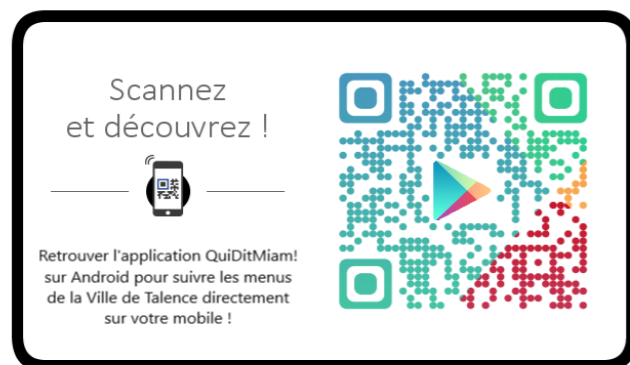 Scannez
et découvrez !
Retrouver l'application QuiDitMiam!
sur Android pour suivre les menus
de la Ville de Talence directement
sur votre mobile !